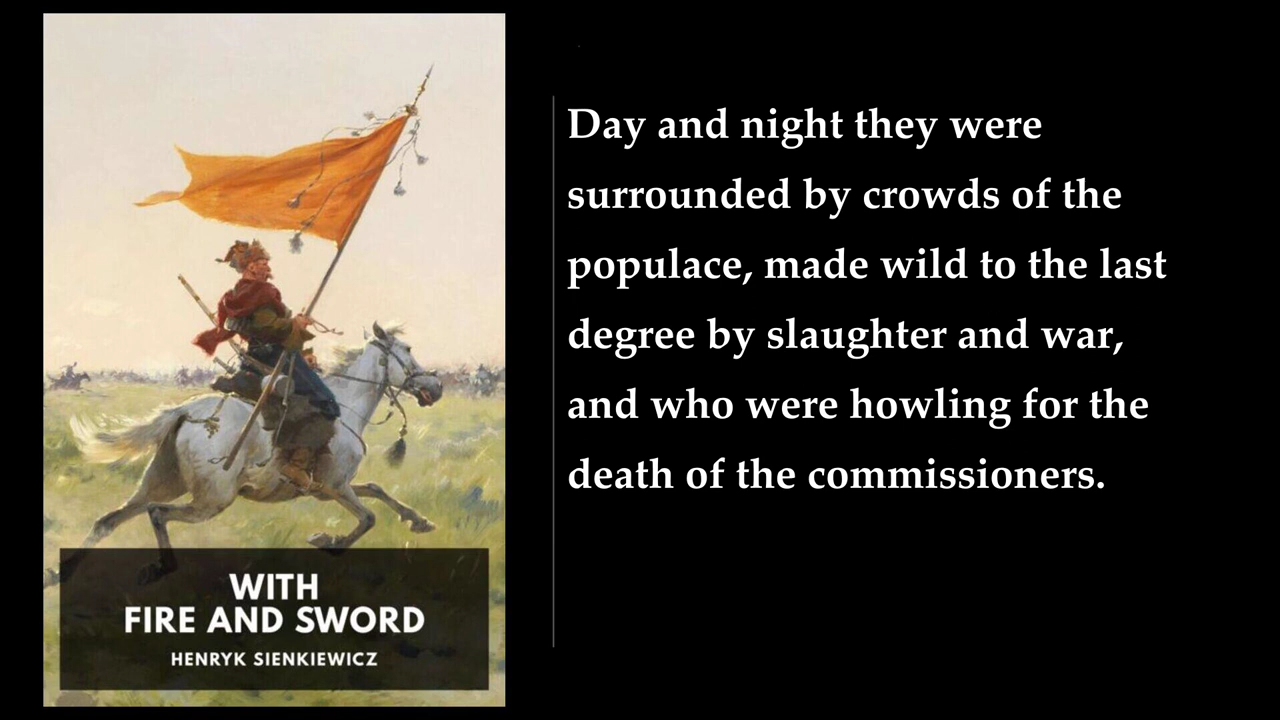 Day and night they were
surrounded by crowds of the
populace, made wild to the last
degree by slaughter and war,
and who were howling for the
death of the commissioners.
WITH
FIRE AND SWORD
HENRYK SIENKIEWICZ